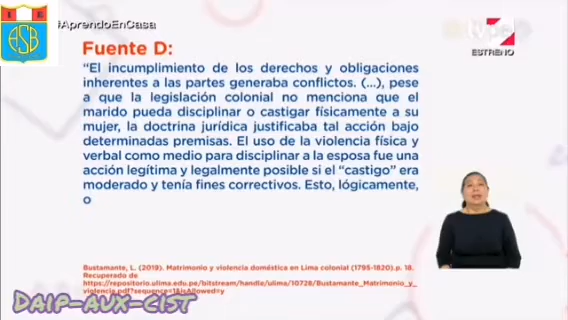 I E
ESB
#AprendoEnCasa
tvpe
ESTRENO
Fuente D:
“El incumplimiento de los derechos y obligaciones
inherentes a las partes generaba conflictos. (...), pese
a que la legislación colonial no menciona que el
marido pueda disciplinar o castigar físicamente a su
mujer, la doctrina jurídica justificaba tal acción bajo
determinadas premisas. El uso de la violencia física y
verbal como medio para disciplinar a la esposa fue una
acción legítima y legalmente posible si el “castigo” era
moderado y tenía fines correctivos. Esto, lógicamente,
o
Bustamante, L. (2019). Matrimonio y violencia doméstica en Lima colonial (1795-1820).p. 18.
Recuperado de
https://repositorio.ulima.edu.pe/bitstream/handle/ulima/10728/Bustamante_Matrimonio_y_
violencia.pdf?sequence=1&isAllowed=y
DAIP-AUX-CIST